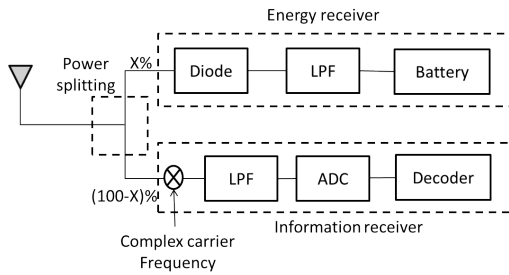 Energy receiver
Power
splitting
X%
Diode
LPF
Battery
(100-X)%
LPF
ADC
Decoder
Complex carrier
Frequency
Information receiver